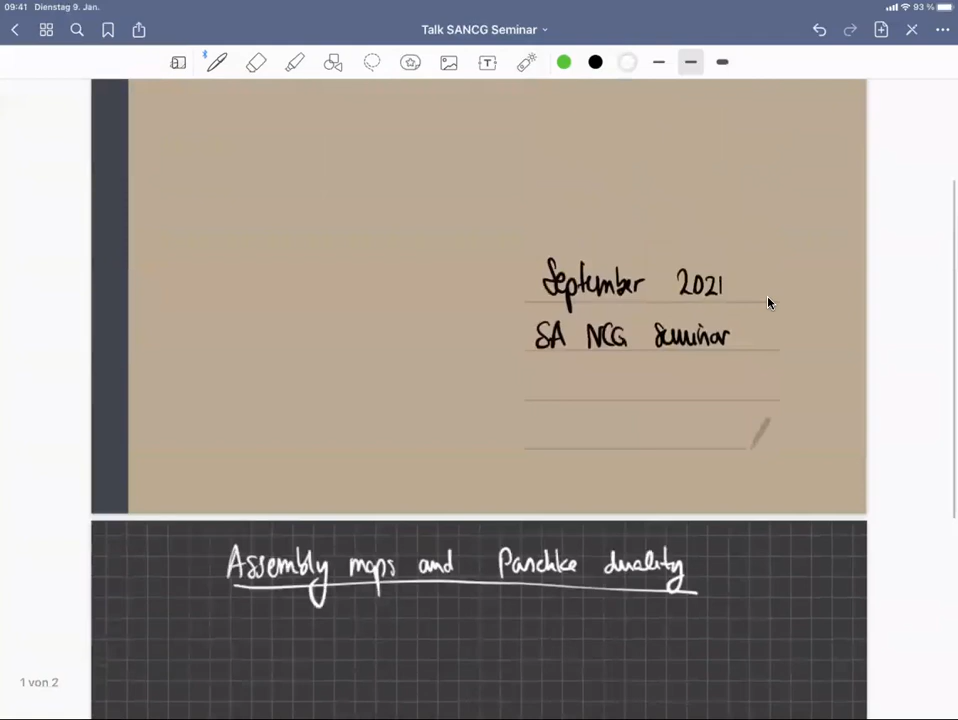 09:41 Dienstag 9. Jan.
93 %
Talk SANCG Seminar
September 2021
SA NCG Seminar
Assembly maps and Paschke duality
1 von 2